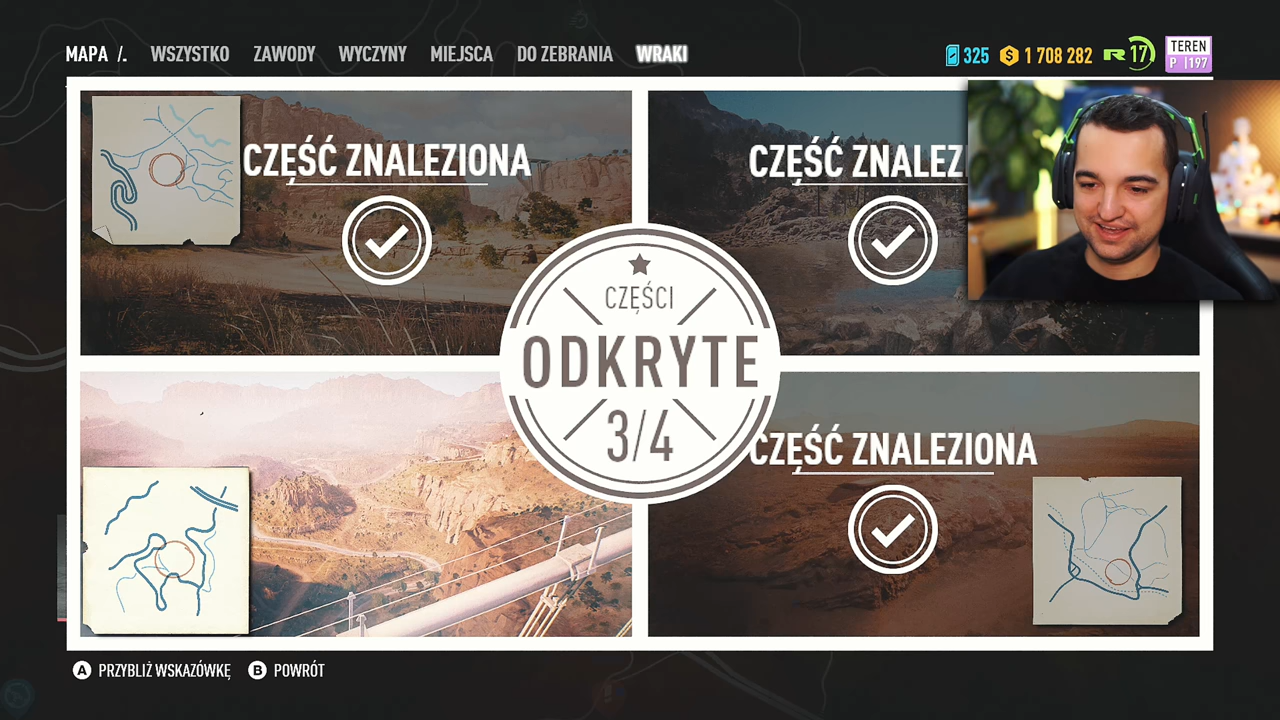 MAPA /. WSZYSTKO ZAWODY WYCZYNY MIEJSCA DO ZEBRANIA WRAKI
325 $ 1 708 282 R 17 TEREN
P |197
CZĘŚĆ ZNALEZIONA
CZĘŚĆ ZNALEZI
CZĘŚCI
ODKRYTE
3/4
CZĘŚĆ ZNALEZIONA
A PRZYBLIŻ WSKAZÓWKĘ B POWRÓT